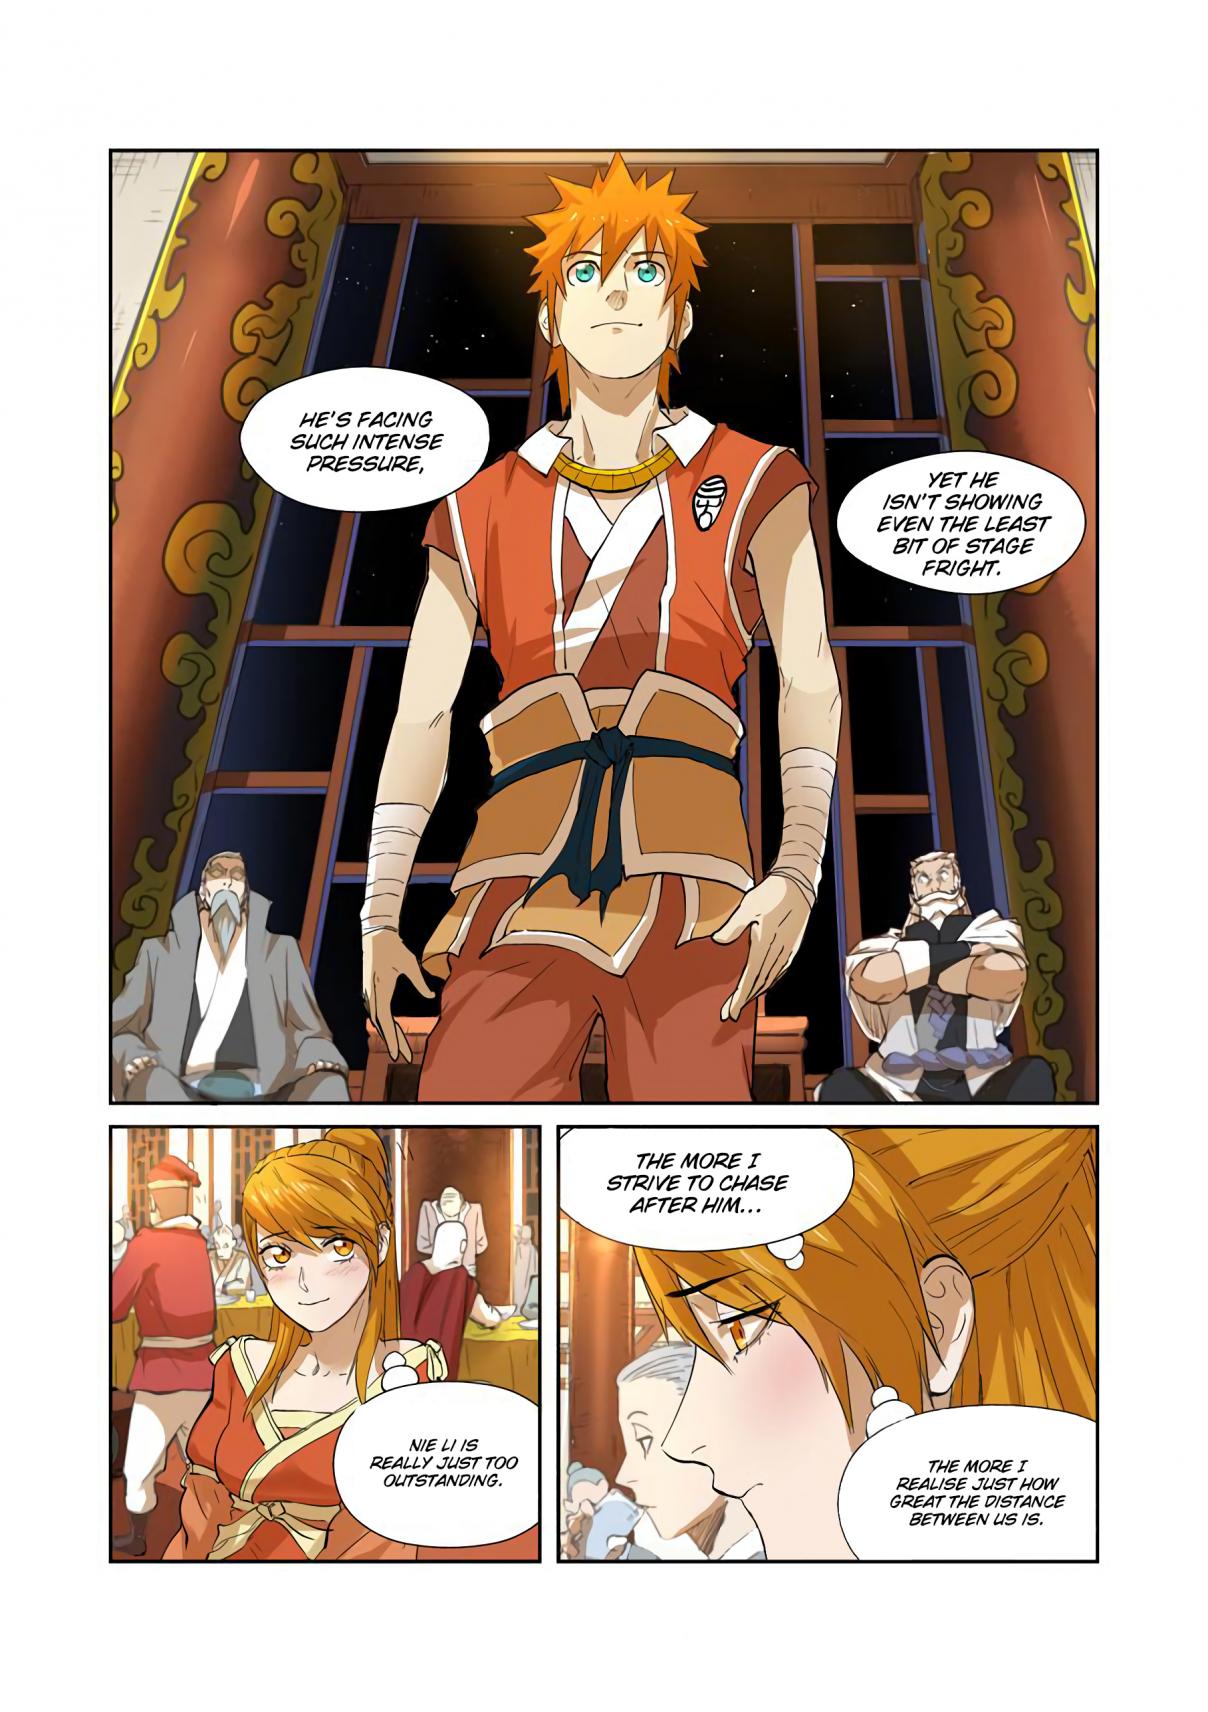 HE'S FACING
SUCH INTENSE
PRESSURE,
YET HE
ISN'T SHOWING
EVEN THE LEAST
BIT OF STAGE
FRIGHT.
NIE LI IS
REALLY JUST TOO
OUTSTANDING.
THE MORE I
STRIVE TO CHASE
AFTER HIM...
THE MORE I
REALISE JUST HOW
GREAT THE DISTANCE
BETWEEN US IS.